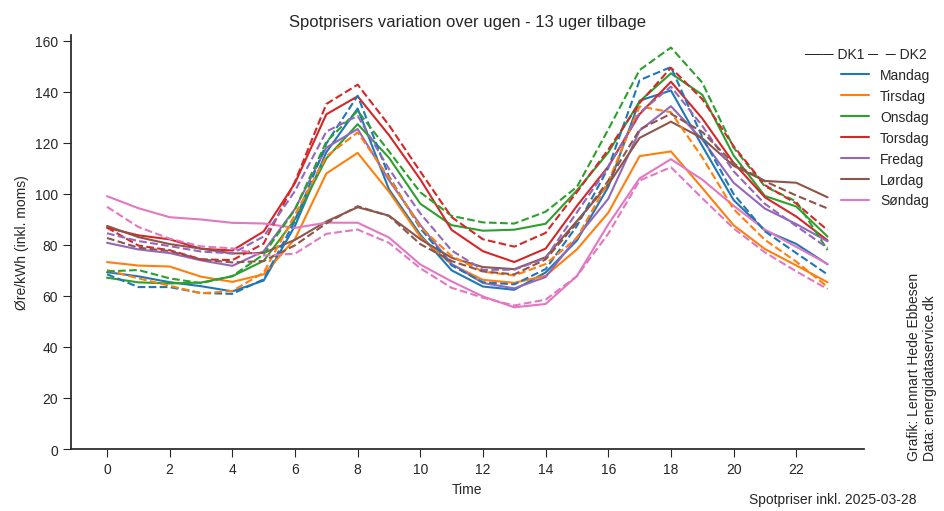 Spotprisers variation over ugen - 13 uger tilbage
Øre/kWh (inkl. moms)
160
140
120
100
80
60
40
20
0
0 2 4 6 8 10 12 14 16 18 20 22
Time
DK1 DK2
Mandag
Tirsdag
Onsdag
Torsdag
Fredag
Lørdag
Søndag
Grafik: Lennart Hede Ebbesen
Data: energidataservice.dk
Spotpriser inkl. 2025-03-28